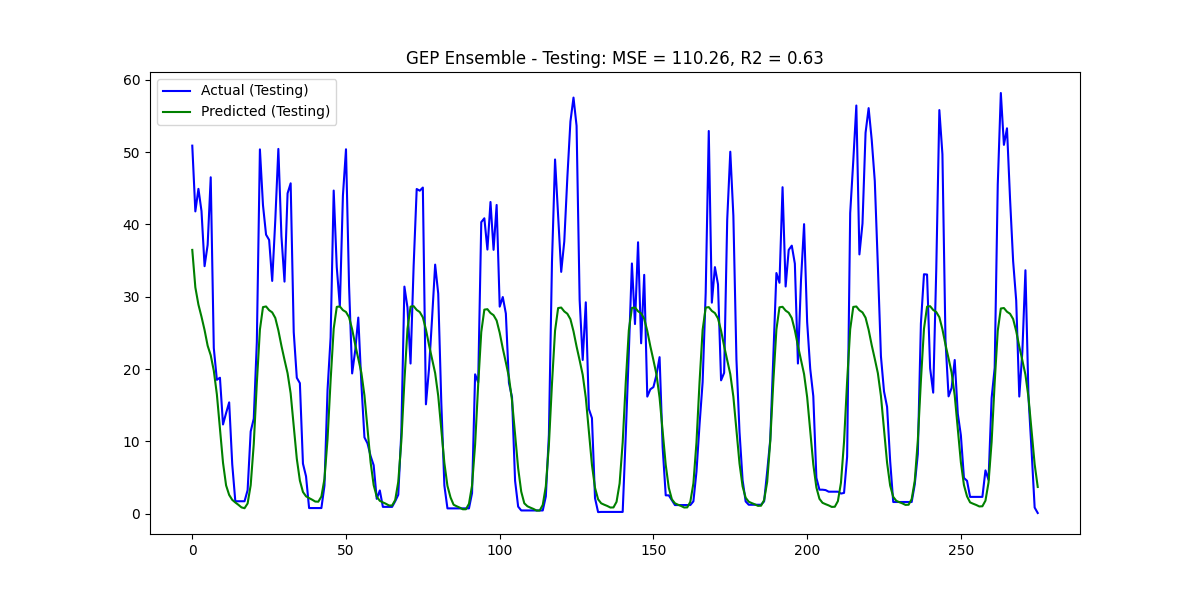 GEP Ensemble - Testing: MSE = 110.26, R2 = 0.63
Actual (Testing)
Predicted (Testing)
60
50
40
30
20
10
0
0 50 100 150 200 250